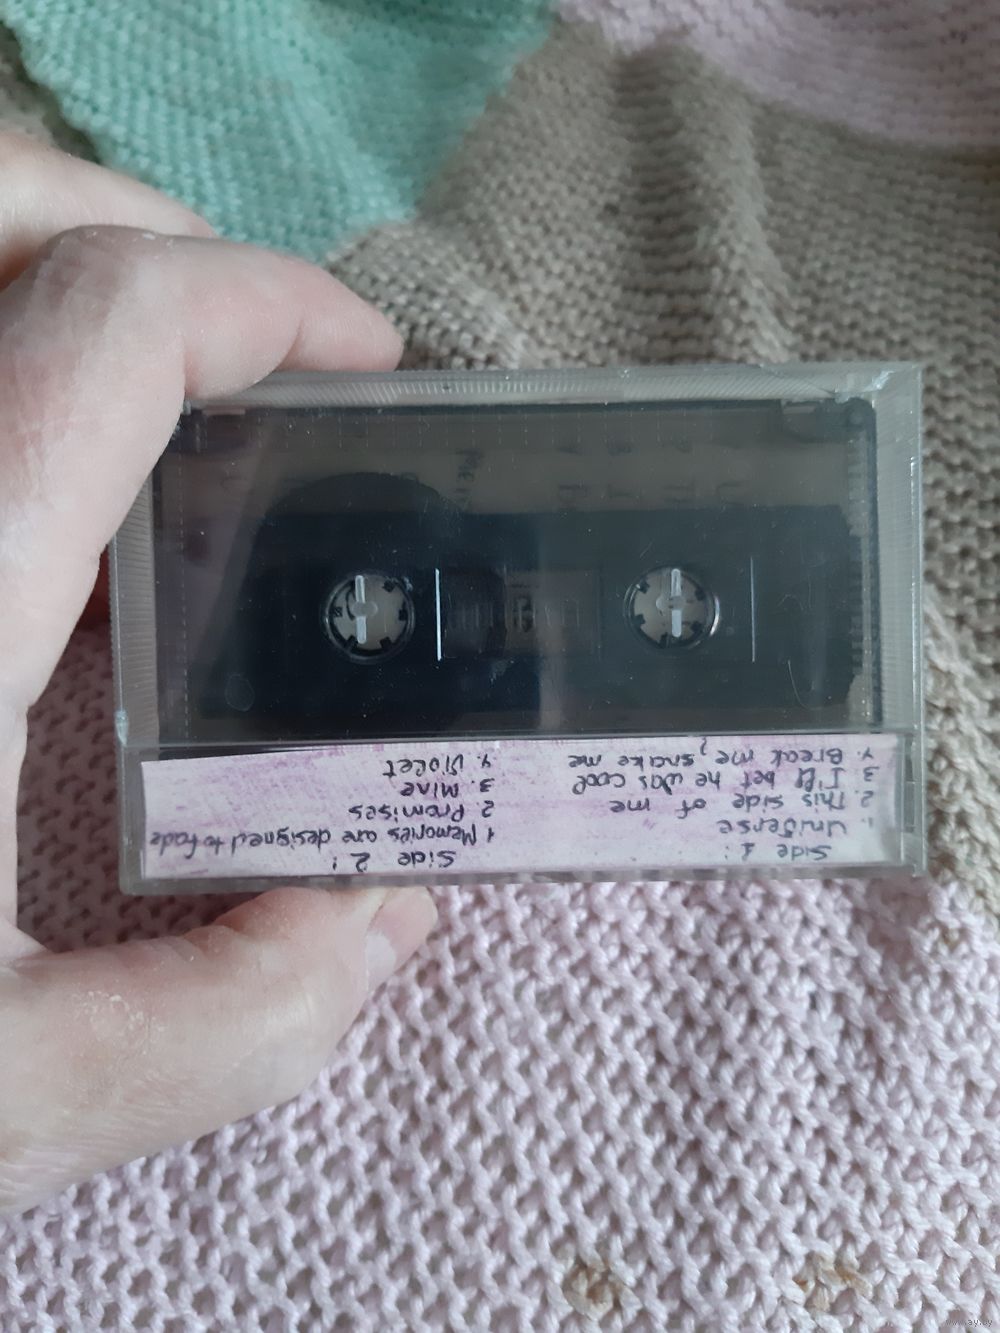 Side 1:
1. Universe
2. This side of me
3. I'll bet he was cool
4. Break me, snake me
Side 2:
1 Memories are designed to fade
2 Promises
3. Mine
4. Violet